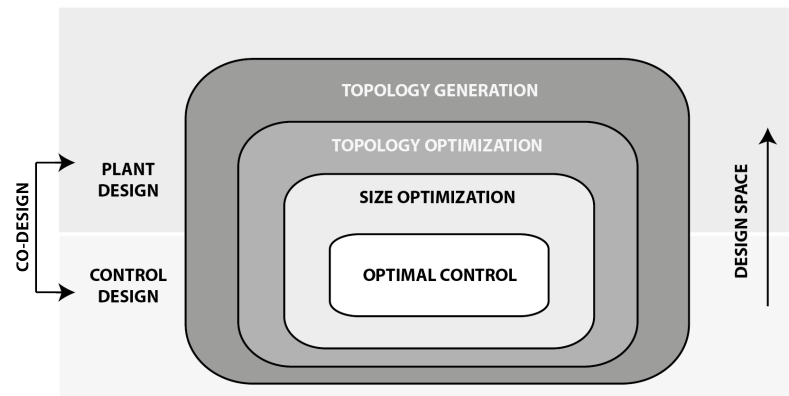 TOPOLOGY GENERATION
TOPOLOGY OPTIMIZATION
SIZE OPTIMIZATION
OPTIMAL CONTROL
CO-DESIGN
PLANT
DESIGN
CONTROL
DESIGN
DESIGN SPACE